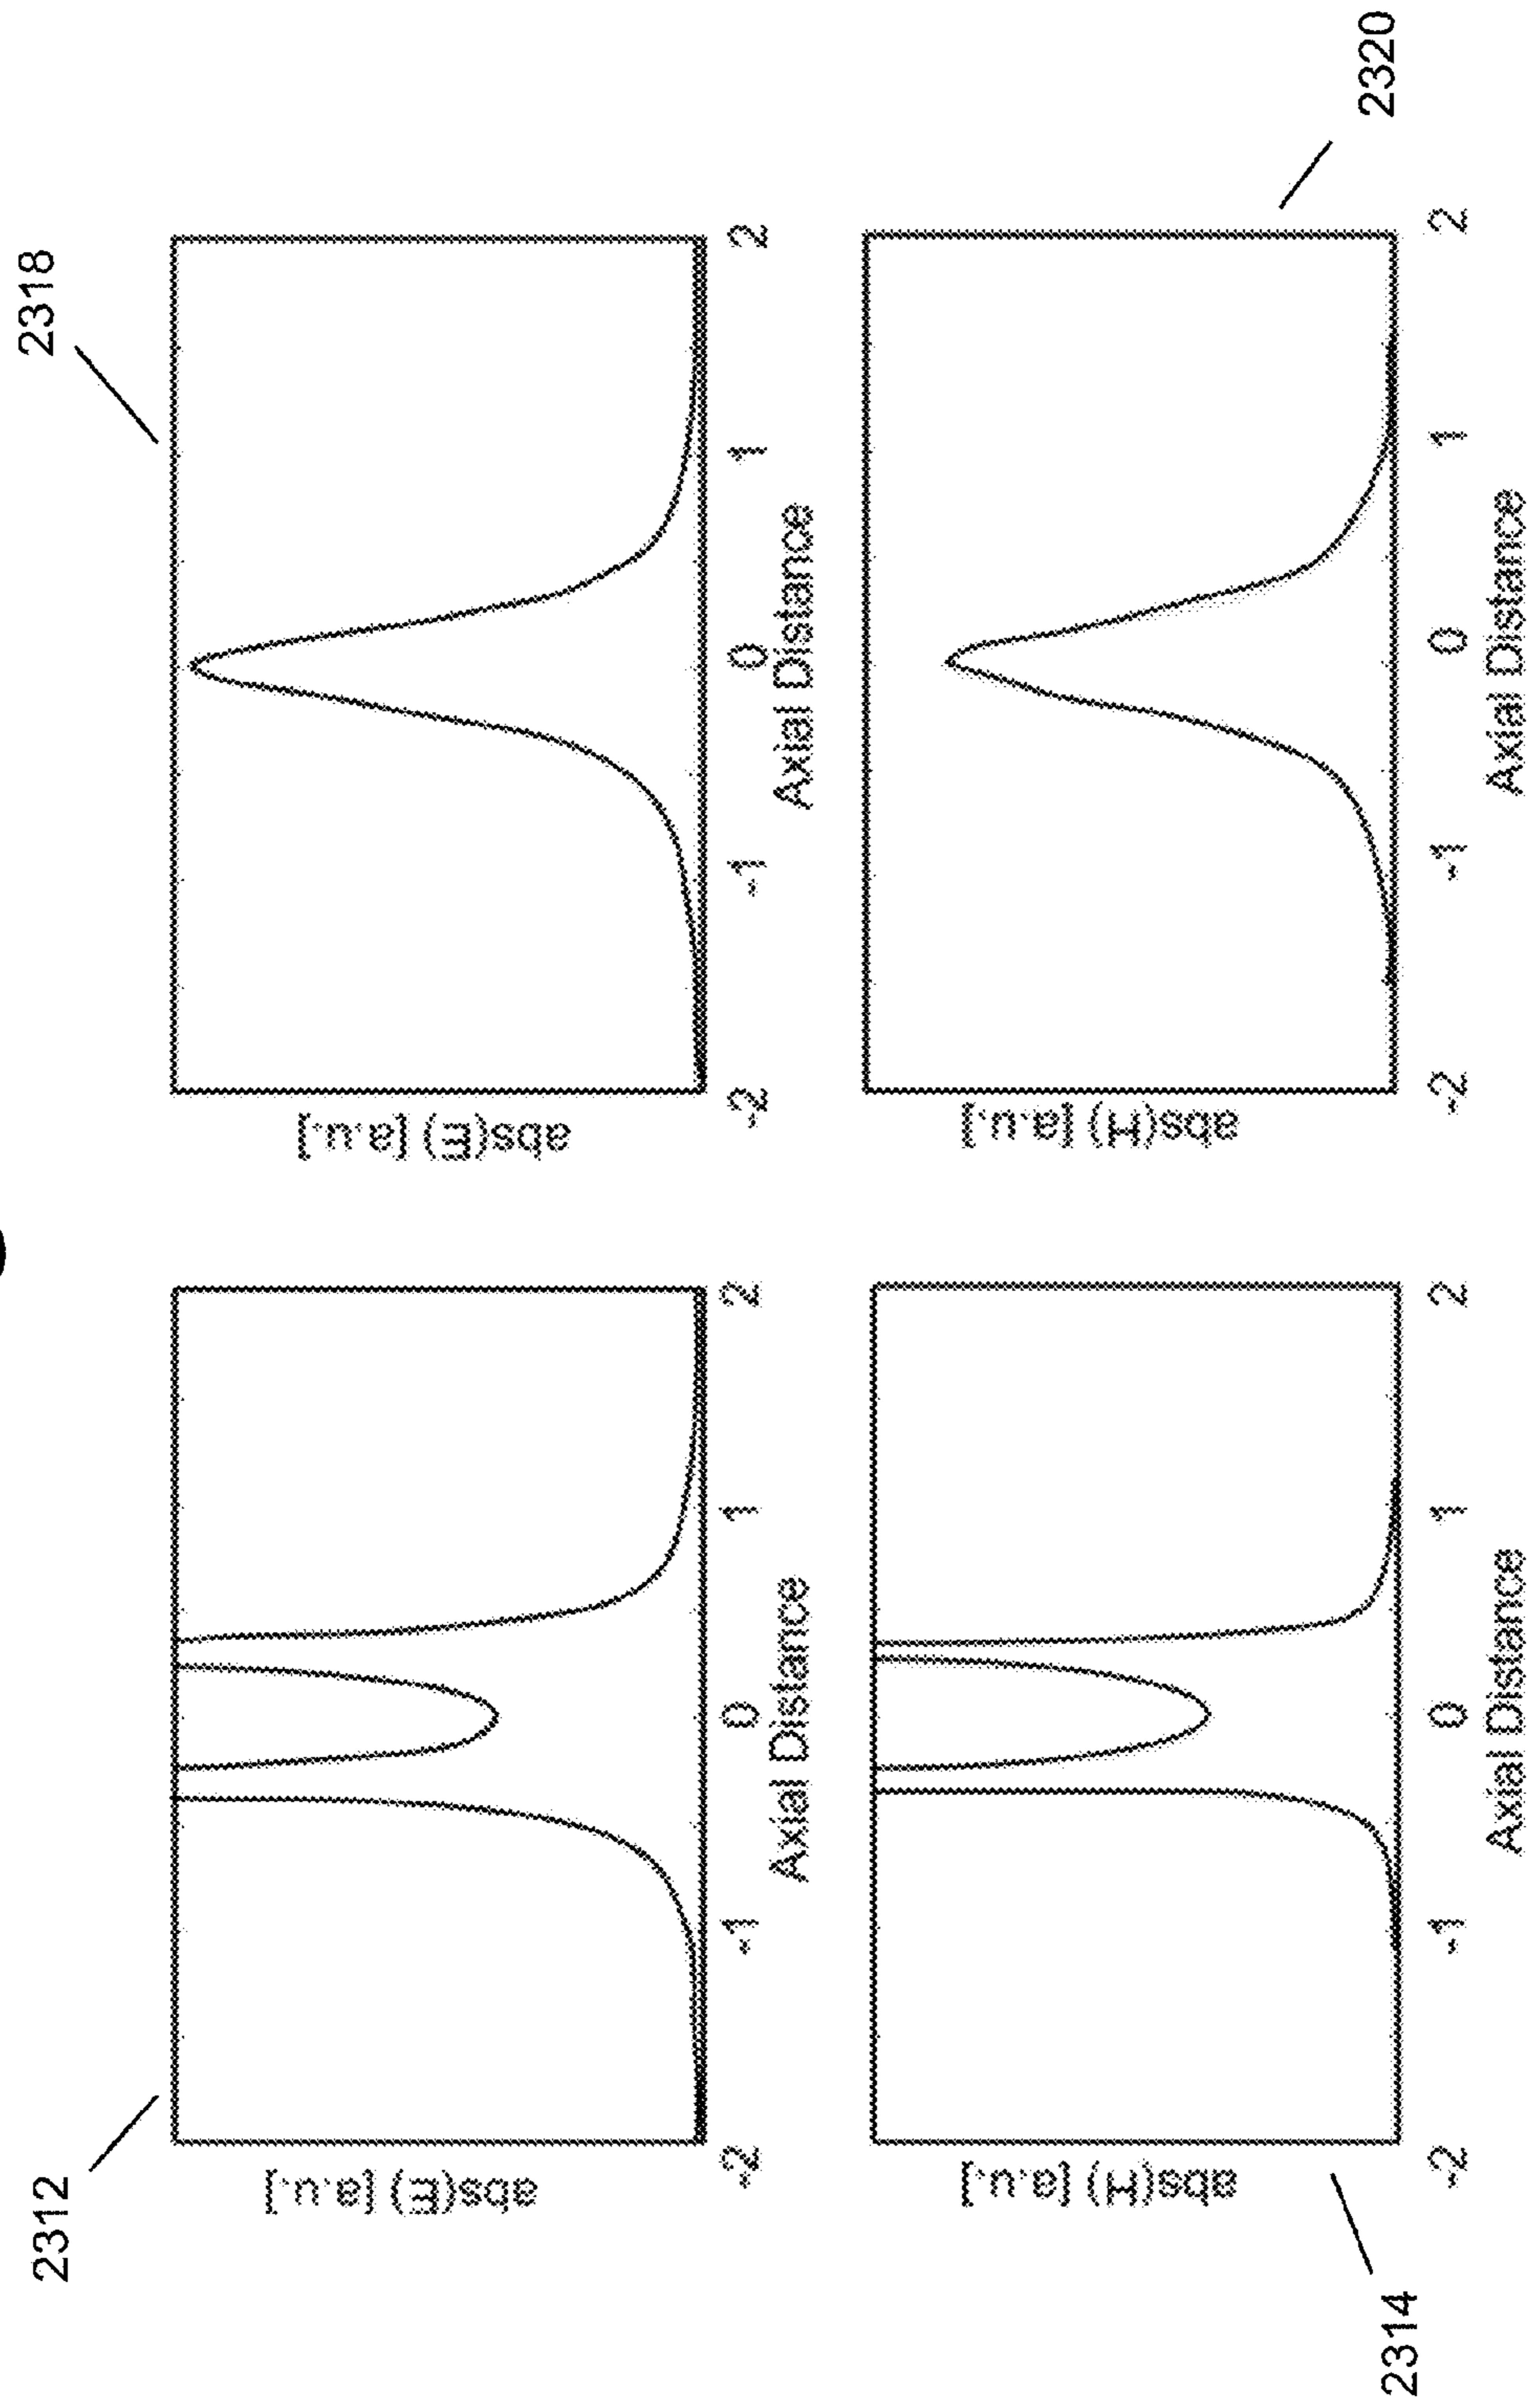 2312
abs(E) [a.u.]
-2 -1 0 1 2
Axial Distance
2318
abs(E) [a.u.]
-2 -1 0 1 2
Axial Distance
2314
abs(H) [a.u.]
-2 -1 0 1 2
Axial Distance
2320
abs(H) [a.u.]
-2 -1 0 1 2
Axial Distance